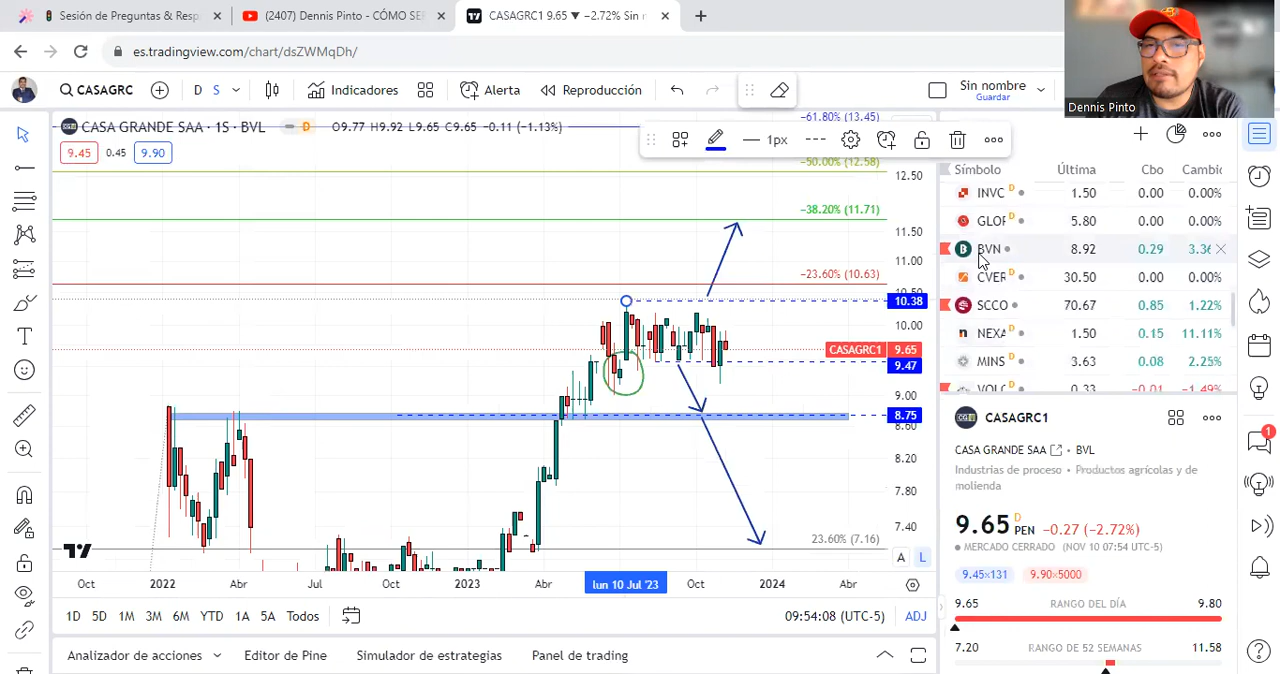 Sesión de Preguntas & Resp
(2407) Dennis Pinto - CÓMO SER
CASAGRC1 9.65 ▼ −2.72% Sin n
es.tradingview.com/chart/dsZWMqDh/
Dennis Pinto
CASAGRC
D S
Indicadores
Alerta
Reproducción
Sin nombre
Guardar
CASA GRANDE SAA · 1S · BVL
D
O9.77 H9.92 L9.65 C9.65 −0.11 (−1.13%)
9.45 0.45 9.90
1px
−61.80% (13.45)
−50.00% (12.58)
12.50
−38.20% (11.71)
11.50
11.00
−23.60% (10.63)
10.38
10.00
CASAGRC1 9.65
9.47
9.00
8.75
8.60
8.20
7.80
7.40
23.60% (7.16)
A L
Oct 2022 Abr Jul Oct 2023 Abr lun 10 Jul '23 Oct 2024 Abr
1D 5D 1M 3M 6M YTD 1A 5A Todos
09:54:08 (UTC-5) ADJ
Analizador de acciones Editor de Pine Simulador de estrategias Panel de trading
Símbolo Última Cbo Cambic
INVC D 1.50 0.00 0.00%
GLOF D 5.80 0.00 0.00%
BVN 8.92 0.29 3.36
CVER D 30.50 0.00 0.00%
SCCO 70.67 0.85 1.22%
NEXA D 1.50 0.15 11.11%
MINS D 3.63 0.08 2.25%
VOLC D 0.33 −0.01 −1.49%
CASAGRC1
CASA GRANDE SAA · BVL
Industrias de proceso • Productos agrícolas y de
molienda
9.65 D PEN −0.27 (−2.72%)
MERCADO CERRADO (NOV 10 07:54 UTC-5)
9.45×131 9.90×5000
9.65 RANGO DEL DÍA 9.80
7.20 RANGO DE 52 SEMANAS 11.58
1